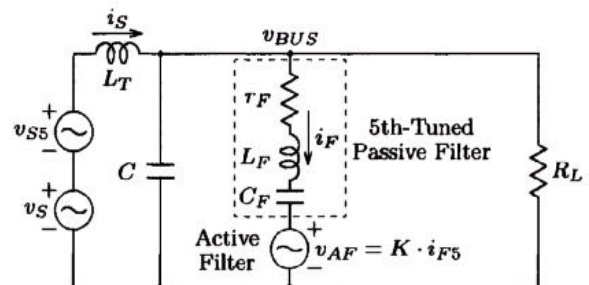 i_S
v_BUS
L_T
r_F
i_F
5th-Tuned
Passive Filter
+
v_S5
−
L_F
C
C_F
R_L
+
v_S
−
Active
Filter
+
v_AF = K · i_F5
−